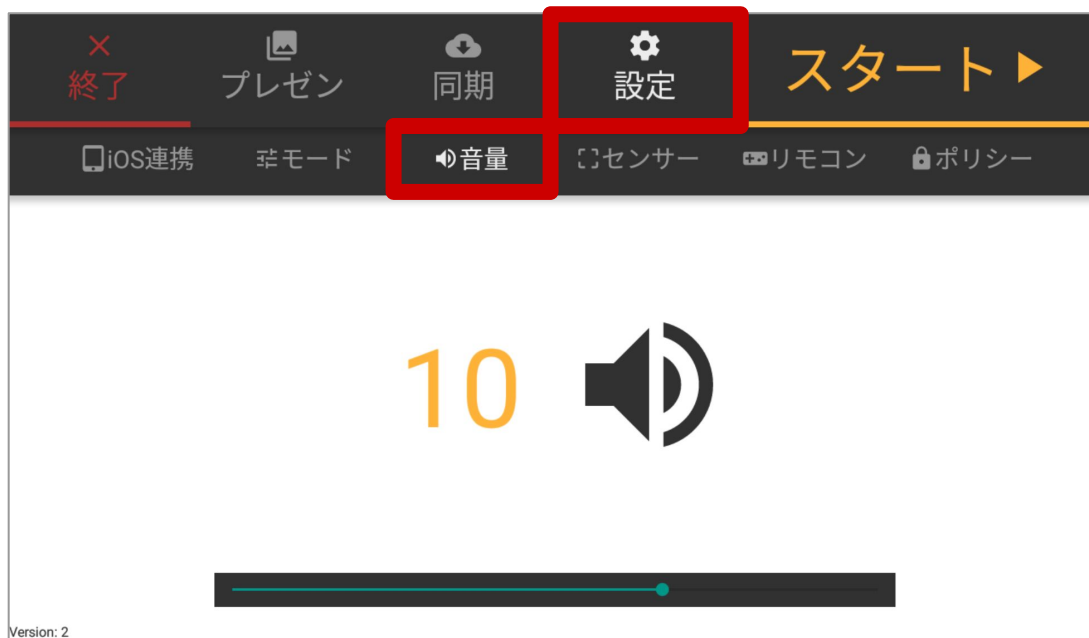 終了
プレゼン
同期
設定
スタート
iOS連携
モード
音量
センサー
リモコン
ポリシー
10
Version: 2